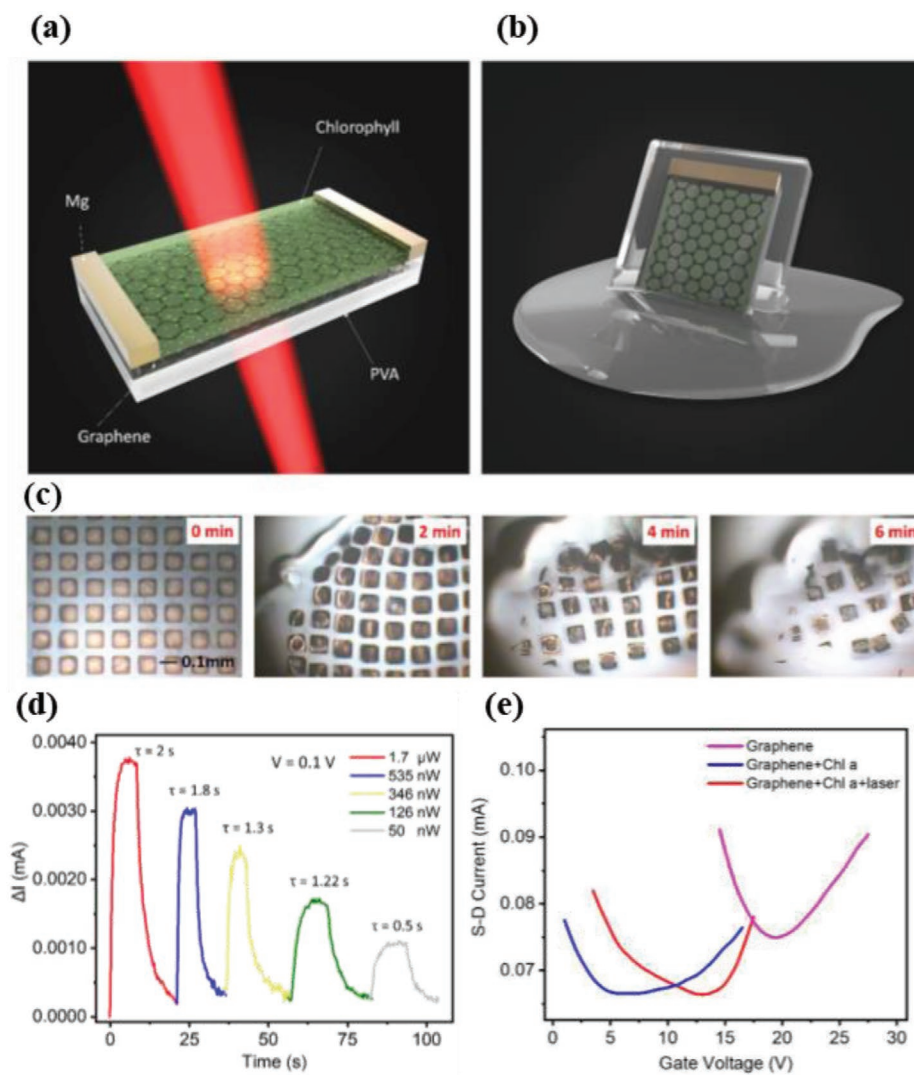 (a)
(b)
Chlorophyll
Mg
PVA
Graphene
(c)
0 min
2 min
4 min
6 min
0.1mm
(d)
(e)
0.0040
0.0030
0.0020
0.0010
0.0000
ΔI (mA)
τ = 2 s
τ = 1.8 s
τ = 1.3 s
τ = 1.22 s
τ = 0.5 s
V = 0.1 V
1.7 µW
535 nW
346 nW
126 nW
50 nW
0 25 50 75 100
Time (s)
0.10
0.09
0.08
0.07
S-D Current (mA)
Graphene
Graphene+Chl a
Graphene+Chl a+laser
0 5 10 15 20 25 30
Gate Voltage (V)